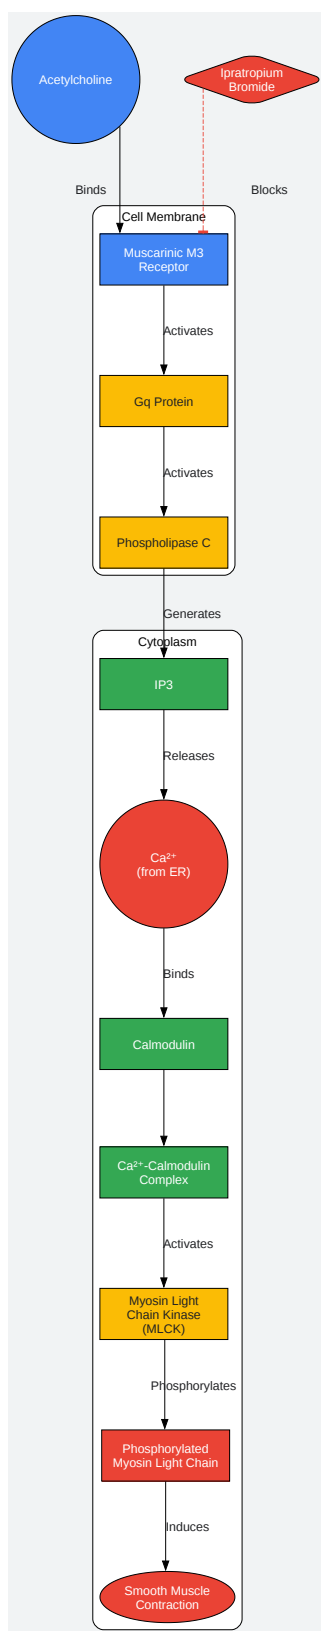 Acetylcholine
Ipratropium
Bromide
Binds
Blocks
Cell Membrane
Muscarinic M3
Receptor
Activates
Gq Protein
Activates
Phospholipase C
Generates
Cytoplasm
IP3
Releases
Ca²⁺
(from ER)
Binds
Calmodulin
Ca²⁺-Calmodulin
Complex
Activates
Myosin Light
Chain Kinase
(MLCK)
Phosphorylates
Phosphorylated
Myosin Light Chain
Induces
Smooth Muscle
Contraction